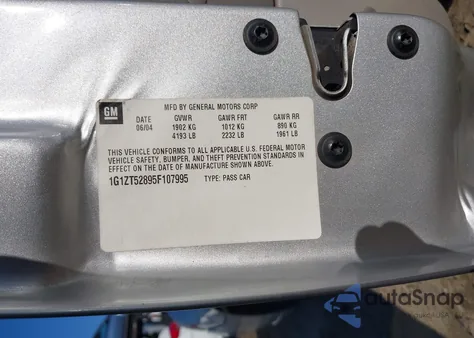 GM
MFD BY GENERAL MOTORS CORP
DATE GVWR GAWR FRT GAWR RR
06/04 1902 KG 1012 KG 890 KG
4193 LB 2232 LB 1961 LB
THIS VEHICLE CONFORMS TO ALL APPLICABLE U.S. FEDERAL MOTOR
VEHICLE SAFETY, BUMPER, AND THEFT PREVENTION STANDARDS IN
EFFECT ON THE DATE OF MANUFACTURE SHOWN ABOVE.
1G1ZT52895F107995 TYPE: PASS CAR
autoSnap